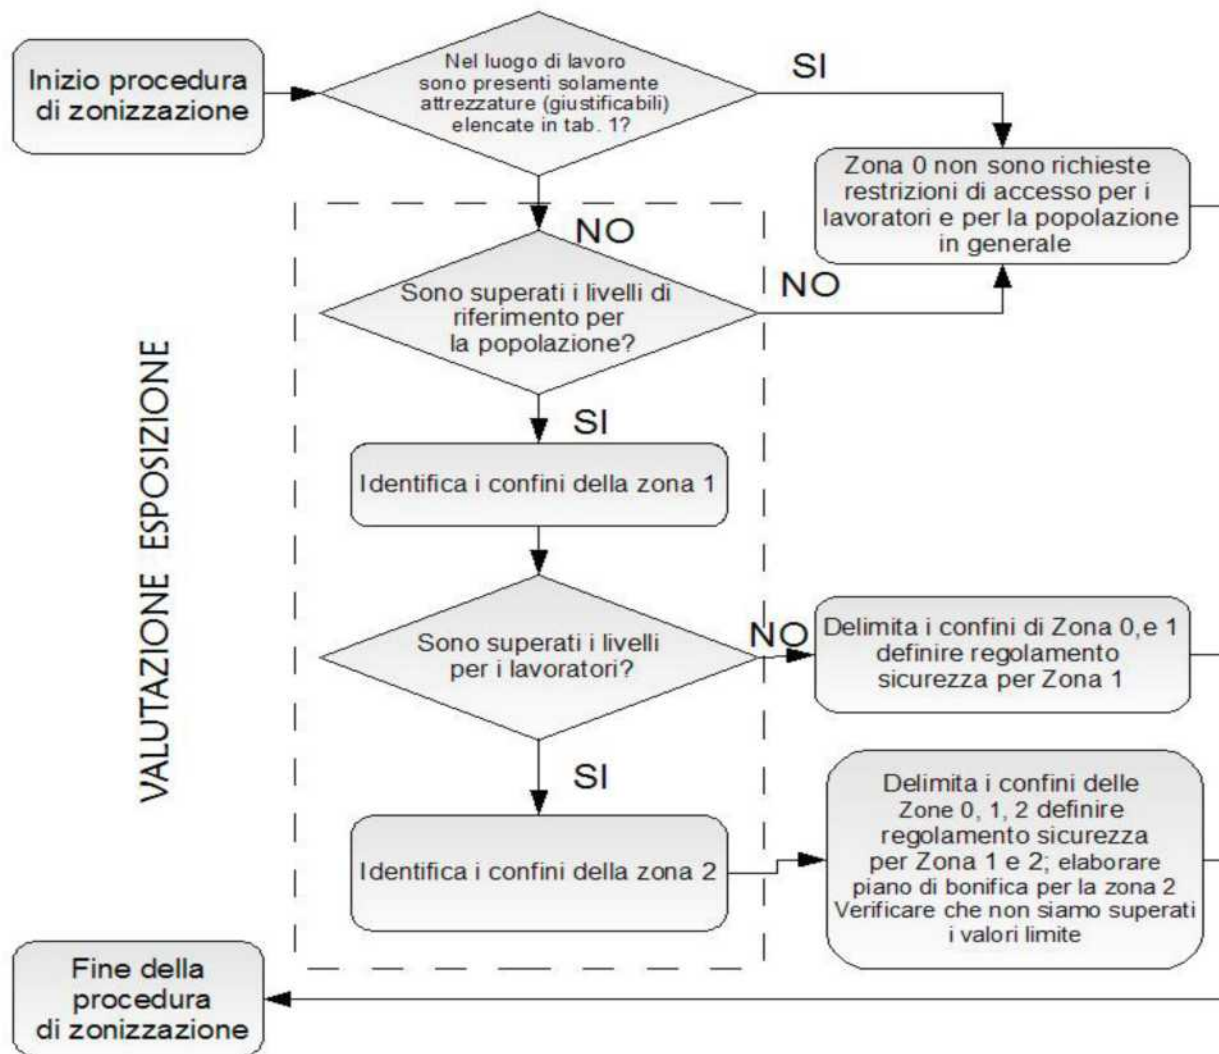 Inizio procedura
di zonizzazione
Nel luogo di lavoro
sono presenti solamente
attrezzature (giustificabili)
elencate in tab. 1?
SI
Zona 0 non sono richieste
restrizioni di accesso per i
lavoratori e per la popolazione
in generale
NO
Sono superati i livelli di
riferimento per
la popolazione?
NO
SI
Identifica i confini della zona 1
Sono superati i livelli
per i lavoratori?
NO
Delimita i confini di Zona 0,e 1
definire regolamento
sicurezza per Zona 1
SI
Identifica i confini della zona 2
Delimita i confini delle
Zone 0, 1, 2 definire
regolamento sicurezza
per Zona 1 e 2; elaborare
piano di bonifica per la zona 2
Verificare che non siamo superati
i valori limite
VALUTAZIONE ESPOSIZIONE
Fine della
procedura
di zonizzazione